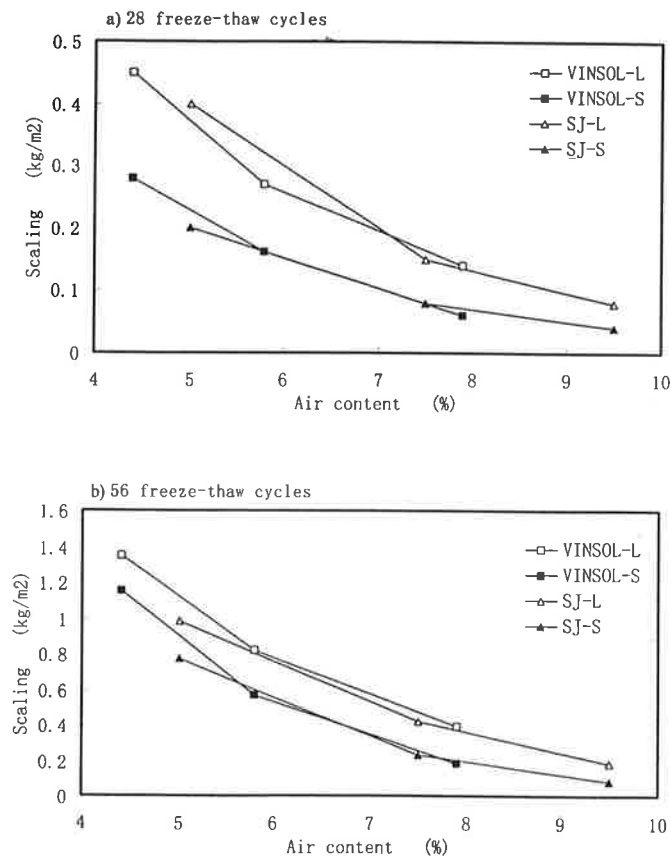 a) 28 freeze-thaw cycles
0.5
0.4
0.3
0.2
0.1
0
Scaling (kg/m2)
VINSOL-L
VINSOL-S
SJ-L
SJ-S
4 5 6 7 8 9 10
Air content (%)
b) 56 freeze-thaw cycles
1.6
1.4
1.2
1
0.8
0.6
0.4
0.2
0
Scaling (kg/m2)
VINSOL-L
VINSOL-S
SJ-L
SJ-S
4 5 6 7 8 9 10
Air content (%)